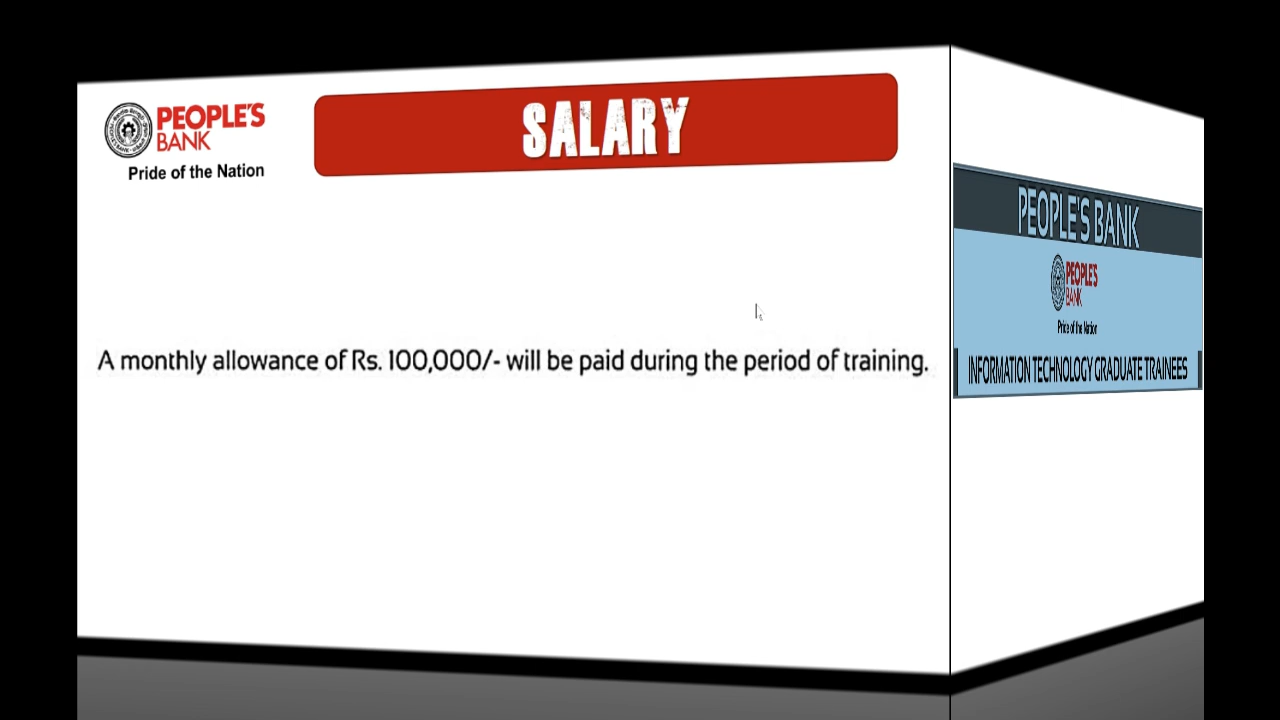 PEOPLE'S
BANK
Pride of the Nation
SALARY
A monthly allowance of Rs. 100,000/- will be paid during the period of training.
PEOPLE'S BANK
PEOPLE'S
BANK
Pride of the Nation
INFORMATION TECHNOLOGY GRADUATE TRAINEES